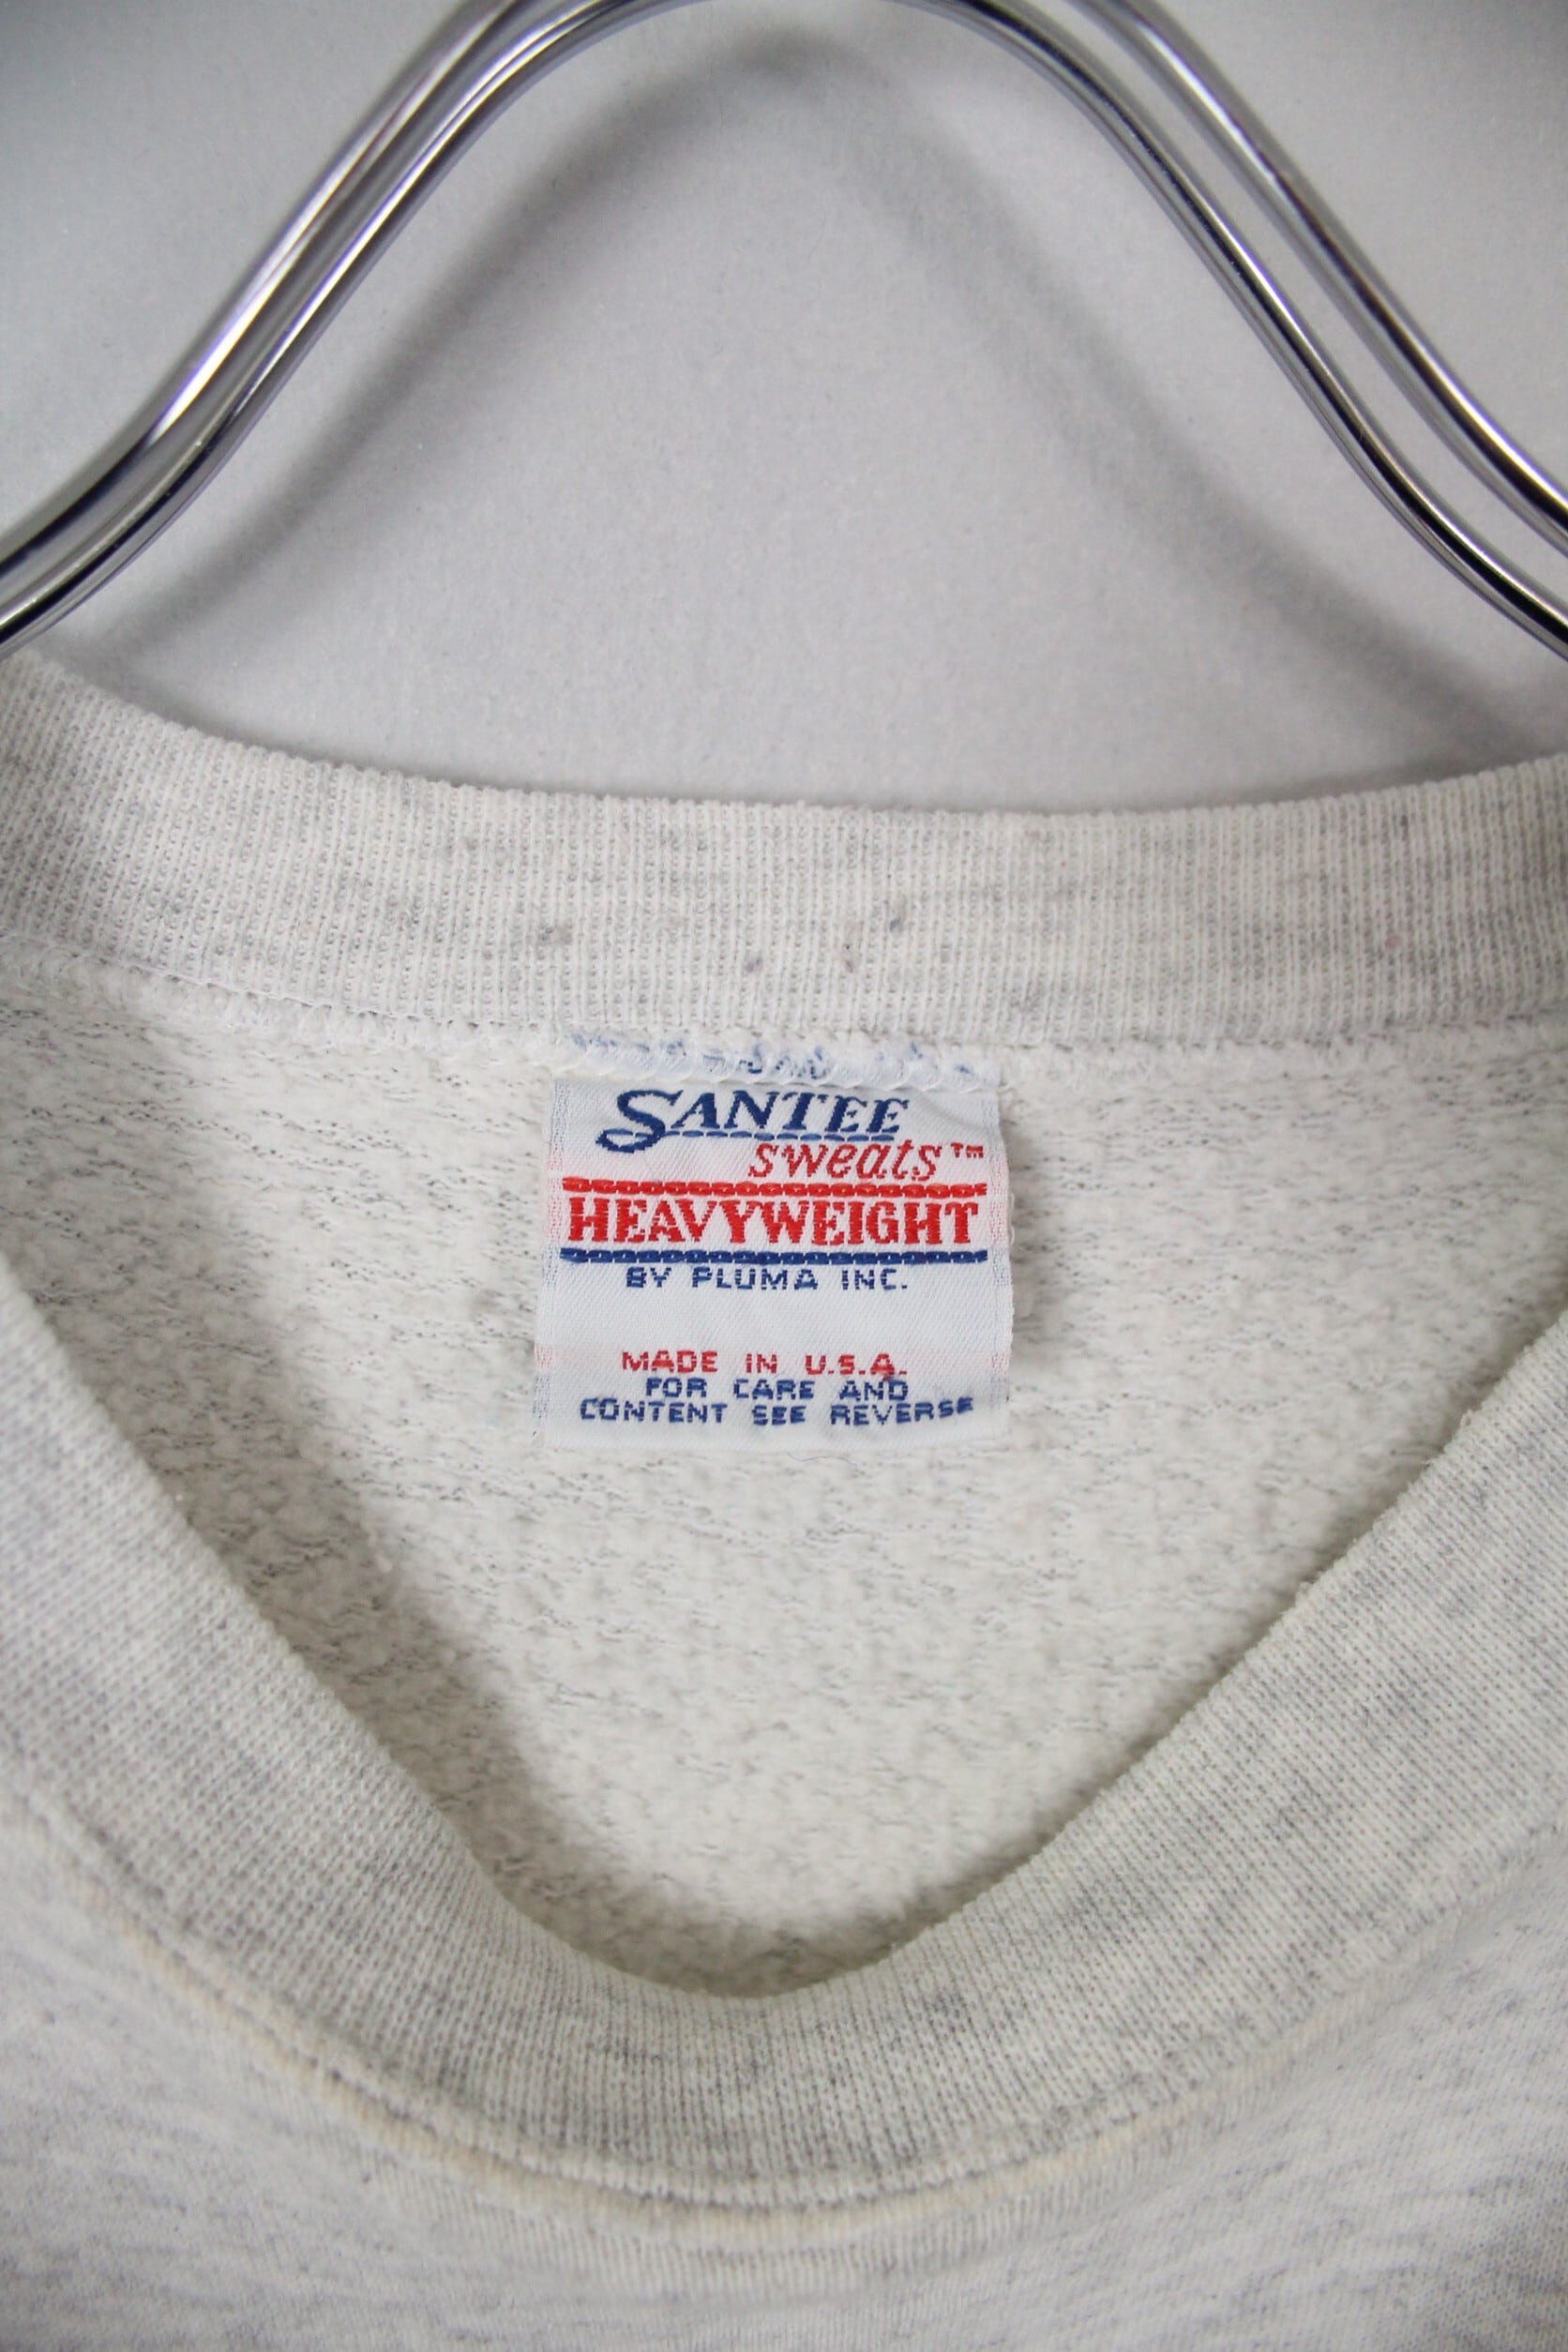 SANTEE
sweats™
HEAVYWEIGHT
BY PLUMA INC.
MADE IN U.S.A.
FOR CARE AND
CONTENT SEE REVERSE